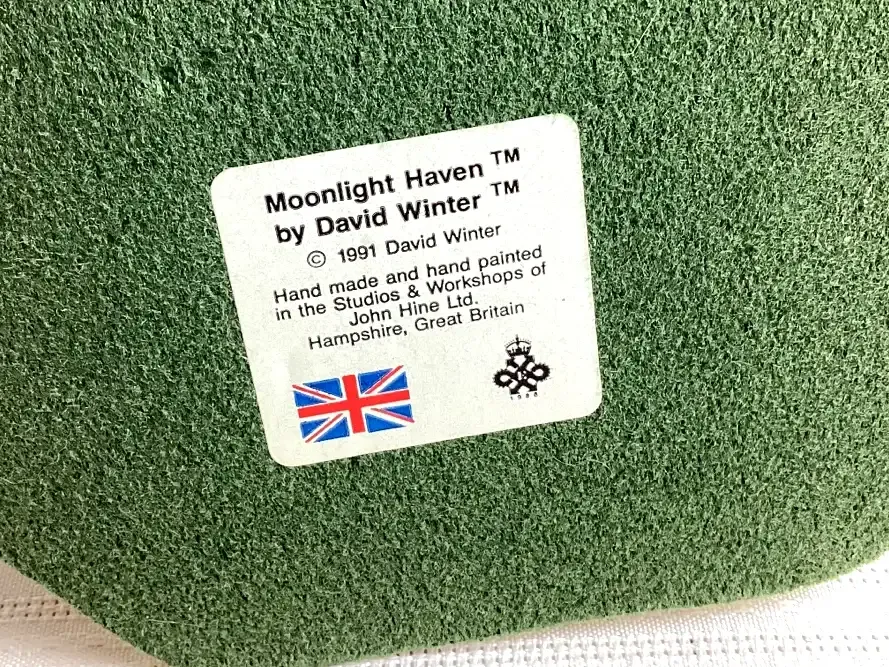 Moonlight Haven ™
by David Winter ™
© 1991 David Winter
Hand made and hand painted
in the Studios & Workshops of
John Hine Ltd.
Hampshire, Great Britain
1988